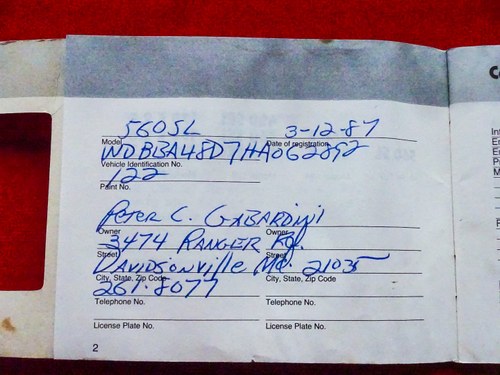 560SL 3-12-87
Model Date of registration
WDBBA48D7HA062892
Vehicle Identification No.
122
Paint No.
Peter C. Gabardini
Owner Owner
3474 Ranger Rd.
Street Street
Davidsonville Md. 21035
City, State, Zip Code City, State, Zip Code
261-8077
Telephone No. Telephone No.
License Plate No. License Plate No.
2